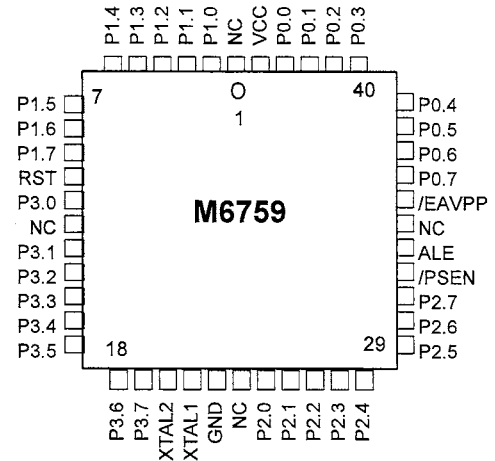 P1.4
P1.3
P1.2
P1.1
P1.0
NC
VCC
P0.0
P0.1
P0.2
P0.3
7
40
1
P1.5
P1.6
P1.7
RST
P3.0
NC
P3.1
P3.2
P3.3
P3.4
P3.5
M6759
P0.4
P0.5
P0.6
P0.7
/EAVPP
NC
ALE
/PSEN
P2.7
P2.6
P2.5
18
29
P3.6
P3.7
XTAL2
XTAL1
GND
NC
P2.0
P2.1
P2.2
P2.3
P2.4